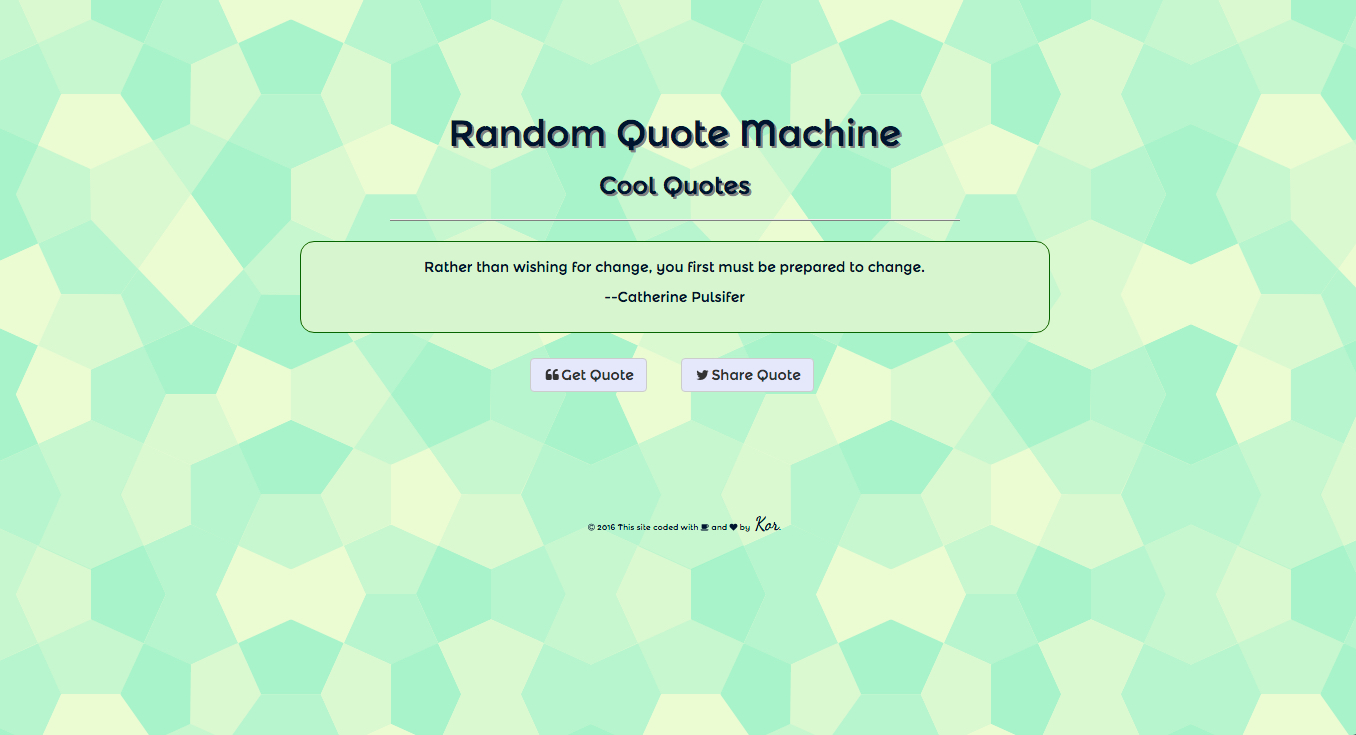 Random Quote Machine
Cool Quotes
Rather than wishing for change, you first must be prepared to change.
--Catherine Pulsifer
Get Quote Share Quote
© 2016 This site coded with and by Kor.